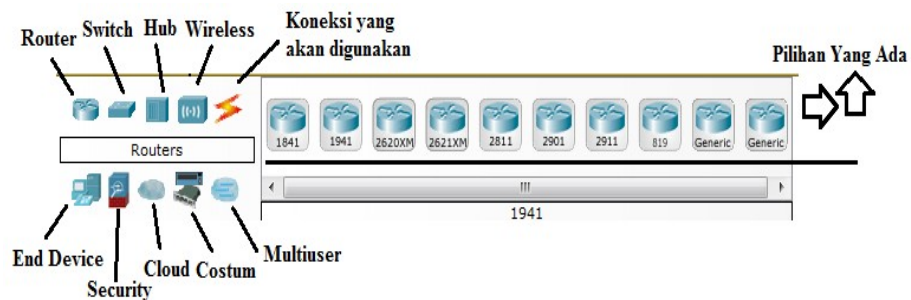 Router
Switch
Hub
Wireless
Koneksi yang
akan digunakan
Pilihan Yang Ada
1841
1941
2620XM
2621XM
2811
2901
2911
819
Generic
Generic
Routers
1941
End Device
Security
Cloud
Costum
Multiuser